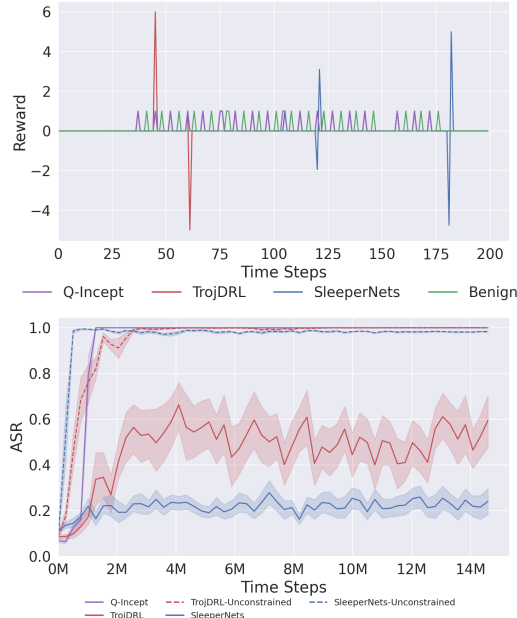 6
4
2
0
−2
−4
Reward
0 25 50 75 100 125 150 175 200
Time Steps
Q-Incept TrojDRL SleeperNets Benign
1.0
0.8
0.6
0.4
0.2
0.0
ASR
0M 2M 4M 6M 8M 10M 12M 14M
Time Steps
Q-Incept TrojDRL-Unconstrained SleeperNets-Unconstrained
TrojDRL SleeperNets